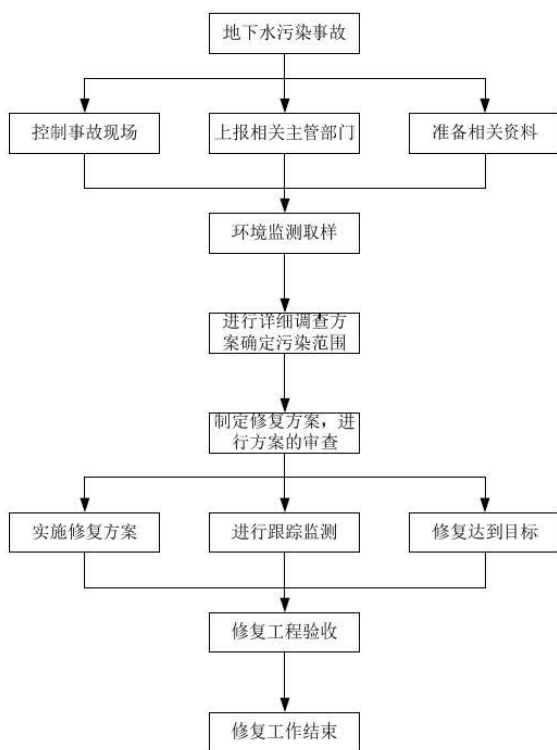 地下水污染事故
控制事故现场
上报相关主管部门
准备相关资料
环境监测取样
进行详细调查方
案确定污染范围
制定修复方案，进
行方案的审查
实施修复方案
进行跟踪监测
修复达到目标
修复工程验收
修复工作结束